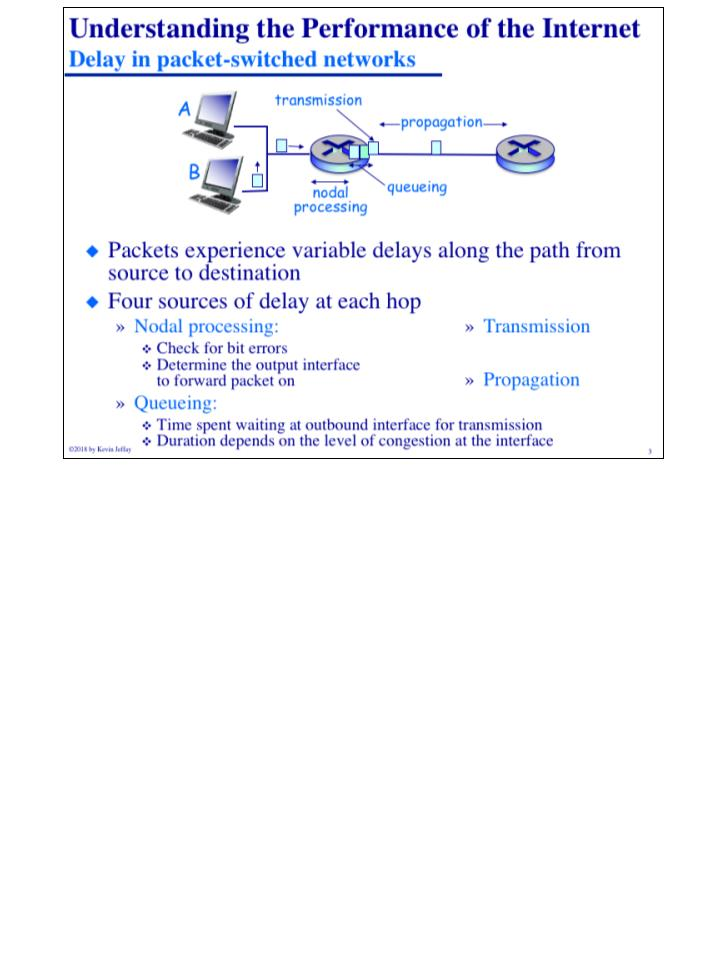 Understanding the Performance of the Internet
Delay in packet-switched networks
A
transmission
propagation
B
queueing
nodal
processing
Packets experience variable delays along the path from
source to destination
Four sources of delay at each hop
» Nodal processing:
Check for bit errors
Determine the output interface
to forward packet on
» Transmission
» Propagation
» Queueing:
Time spent waiting at outbound interface for transmission
Duration depends on the level of congestion at the interface
©2018 by Kevin Jeffay
3